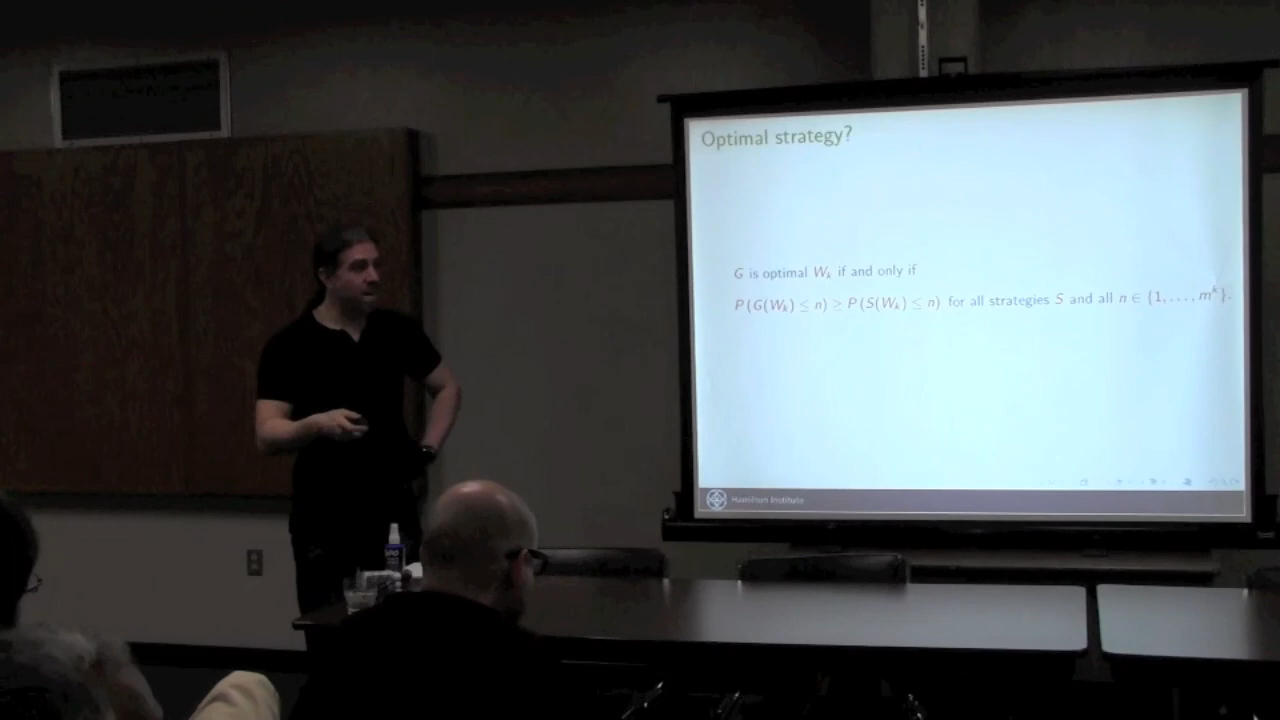 Optimal strategy?
G is optimal W_k if and only if
P(G(W_k) ≤ n) ≥ P(S(W_k) ≤ n) for all strategies S and all n ∈ {1, . . . , m^k}.
Hamilton Institute